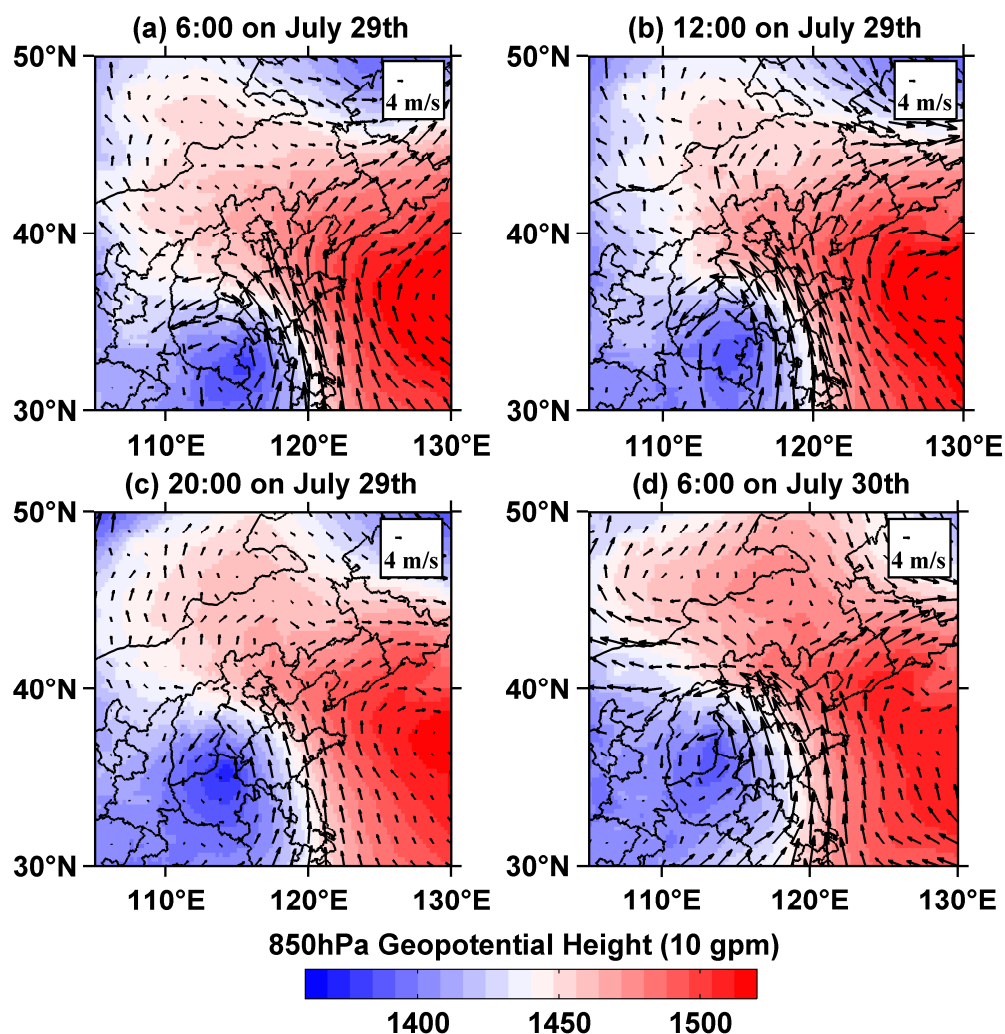 (a) 6:00 on July 29th
50°N
40°N
30°N
110°E
120°E
130°E
-
4 m/s
(b) 12:00 on July 29th
50°N
40°N
30°N
110°E
120°E
130°E
-
4 m/s
(c) 20:00 on July 29th
50°N
40°N
30°N
110°E
120°E
130°E
-
4 m/s
(d) 6:00 on July 30th
50°N
40°N
30°N
110°E
120°E
130°E
-
4 m/s
850hPa Geopotential Height (10 gpm)
1400
1450
1500